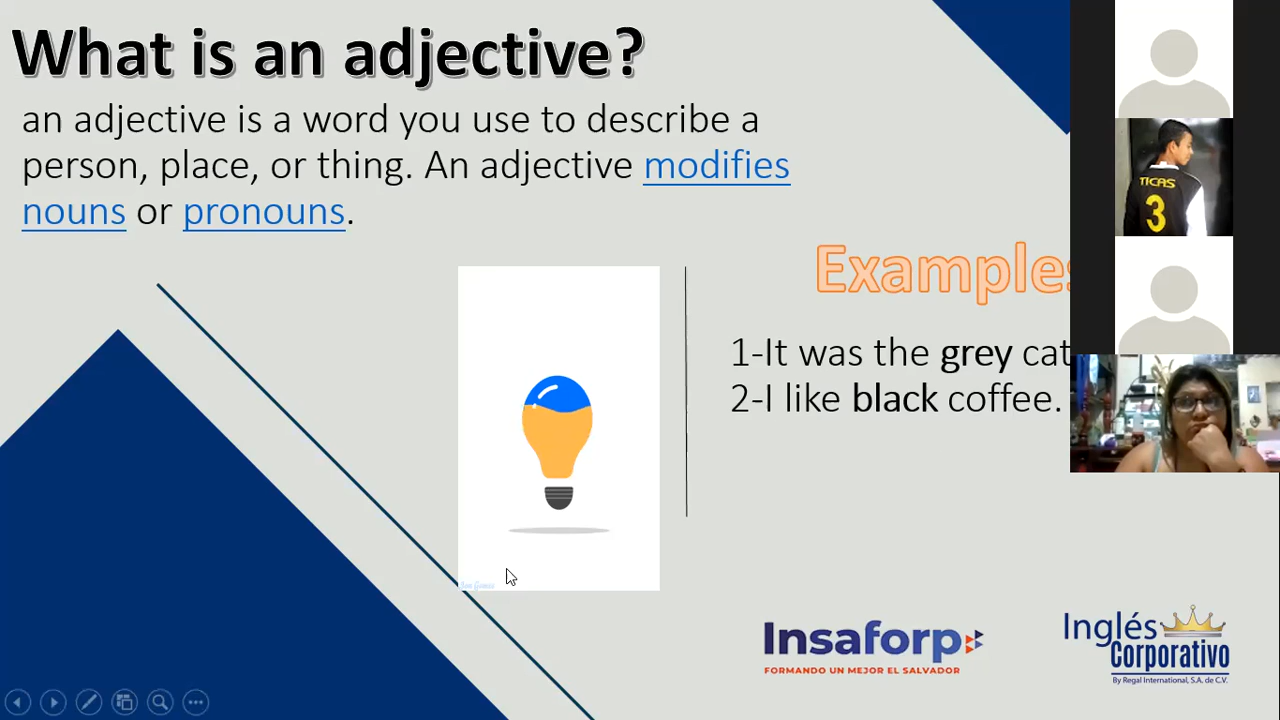 What is an adjective?
an adjective is a word you use to describe a
person, place, or thing. An adjective modifies
nouns or pronouns.
Examples
1-It was the grey cat
2-I like black coffee.
TICAS
3
Insaforp
FORMANDO UN MEJOR EL SALVADOR
Inglés
Corporativo
By Regal International, S.A. de C.V.